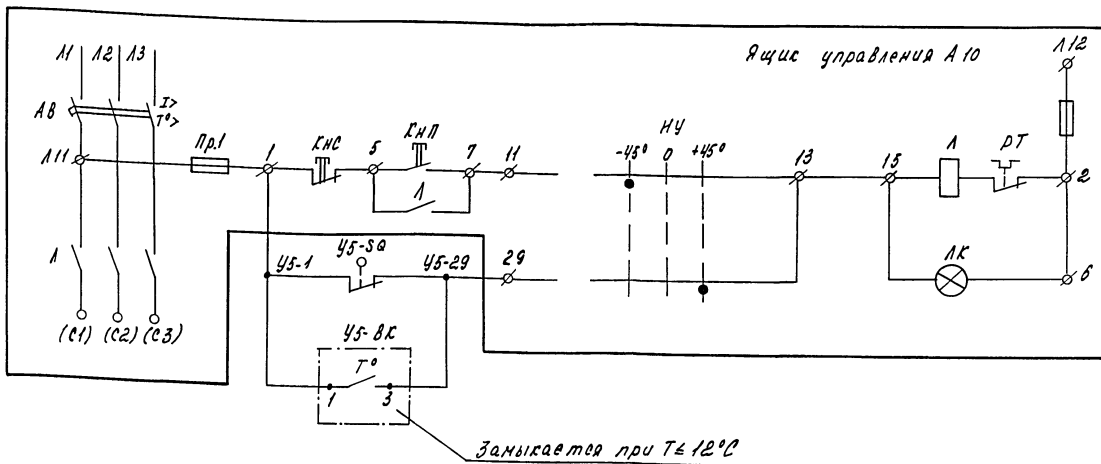 Л1 Л2 Л3
Ящик управления А10
Л12
АВ
I>
T°>
Пр.1
КнС
КнП
НУ
-45° 0 +45°
Л11
1
5
7
11
13
15
Л
РТ
2
Л
Л
У5-1
У5-SQ
У5-29
29
ЛК
6
(С1) (С2) (С3)
У5-ВК
T°
1
3
Замыкается при Т≤12°С